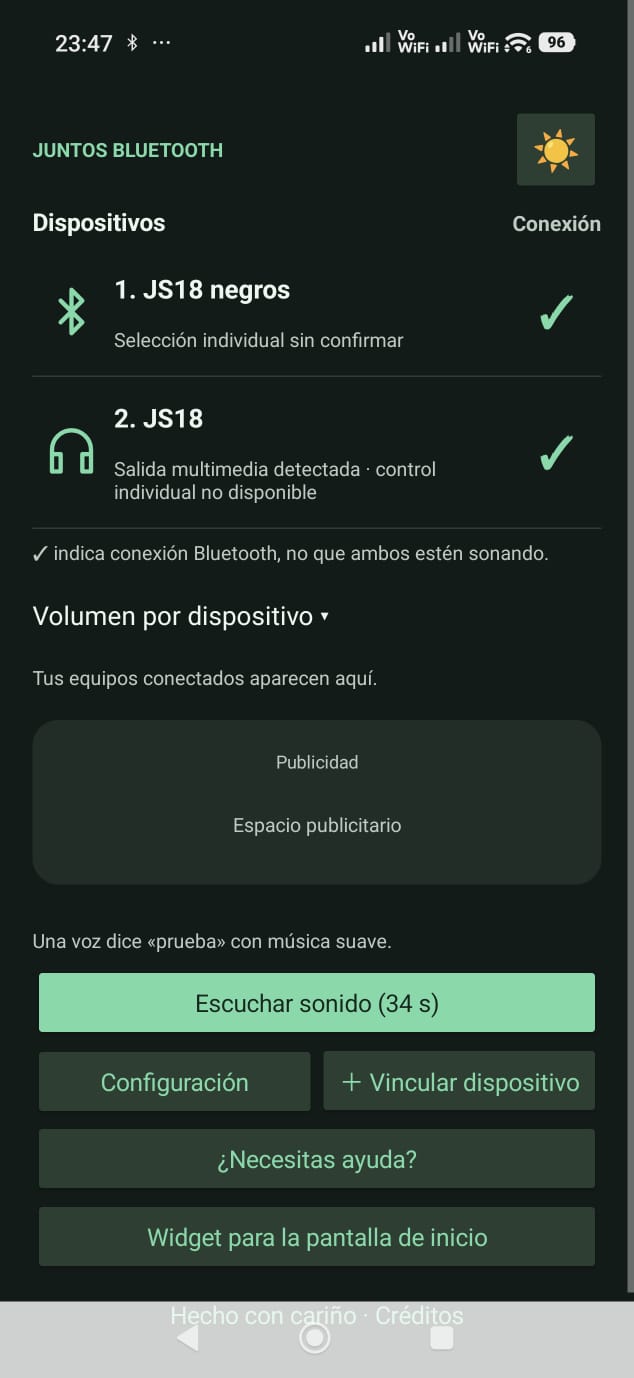 23:47
Vo WiFi Vo WiFi 6 96
JUNTOS BLUETOOTH
Dispositivos
Conexión
1. JS18 negros
Selección individual sin confirmar
2. JS18
Salida multimedia detectada · control
individual no disponible
✓ indica conexión Bluetooth, no que ambos estén sonando.
Volumen por dispositivo ▾
Tus equipos conectados aparecen aquí.
Publicidad
Espacio publicitario
Una voz dice «prueba» con música suave.
Escuchar sonido (34 s)
Configuración
+ Vincular dispositivo
¿Necesitas ayuda?
Widget para la pantalla de inicio
Hecho con cariño · Créditos